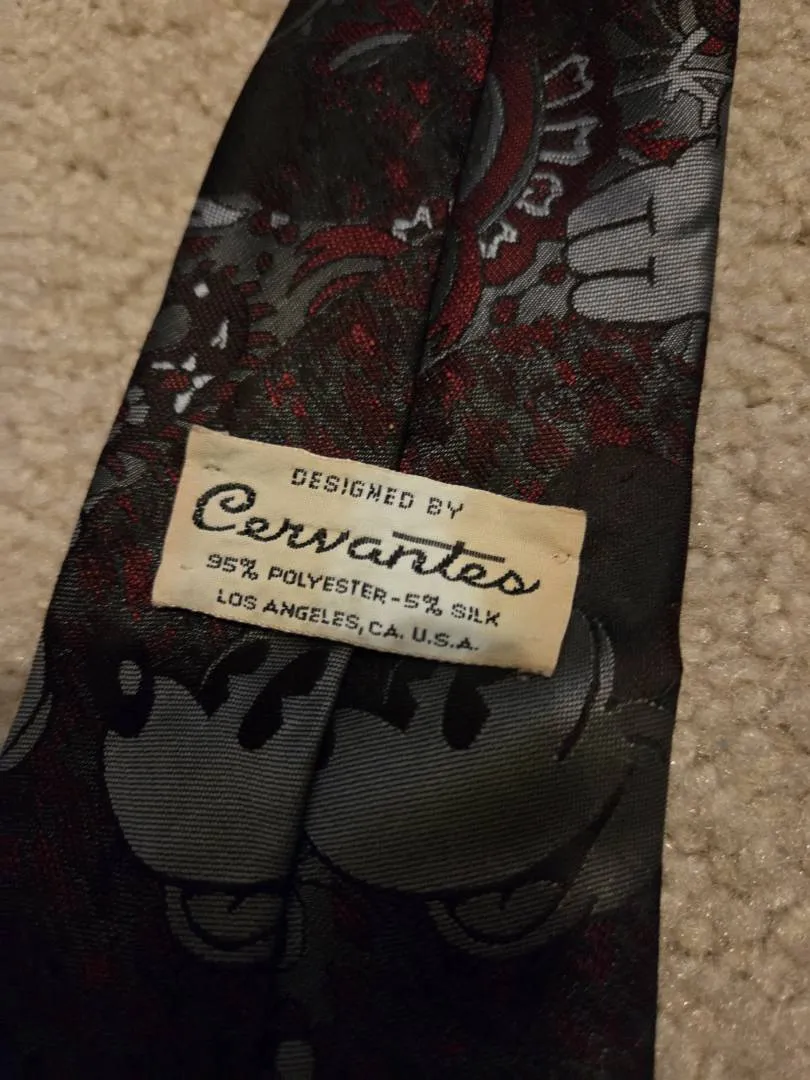 DESIGNED BY
Cervantes
95% POLYESTER-5% SILK
LOS ANGELES, CA. U.S.A.